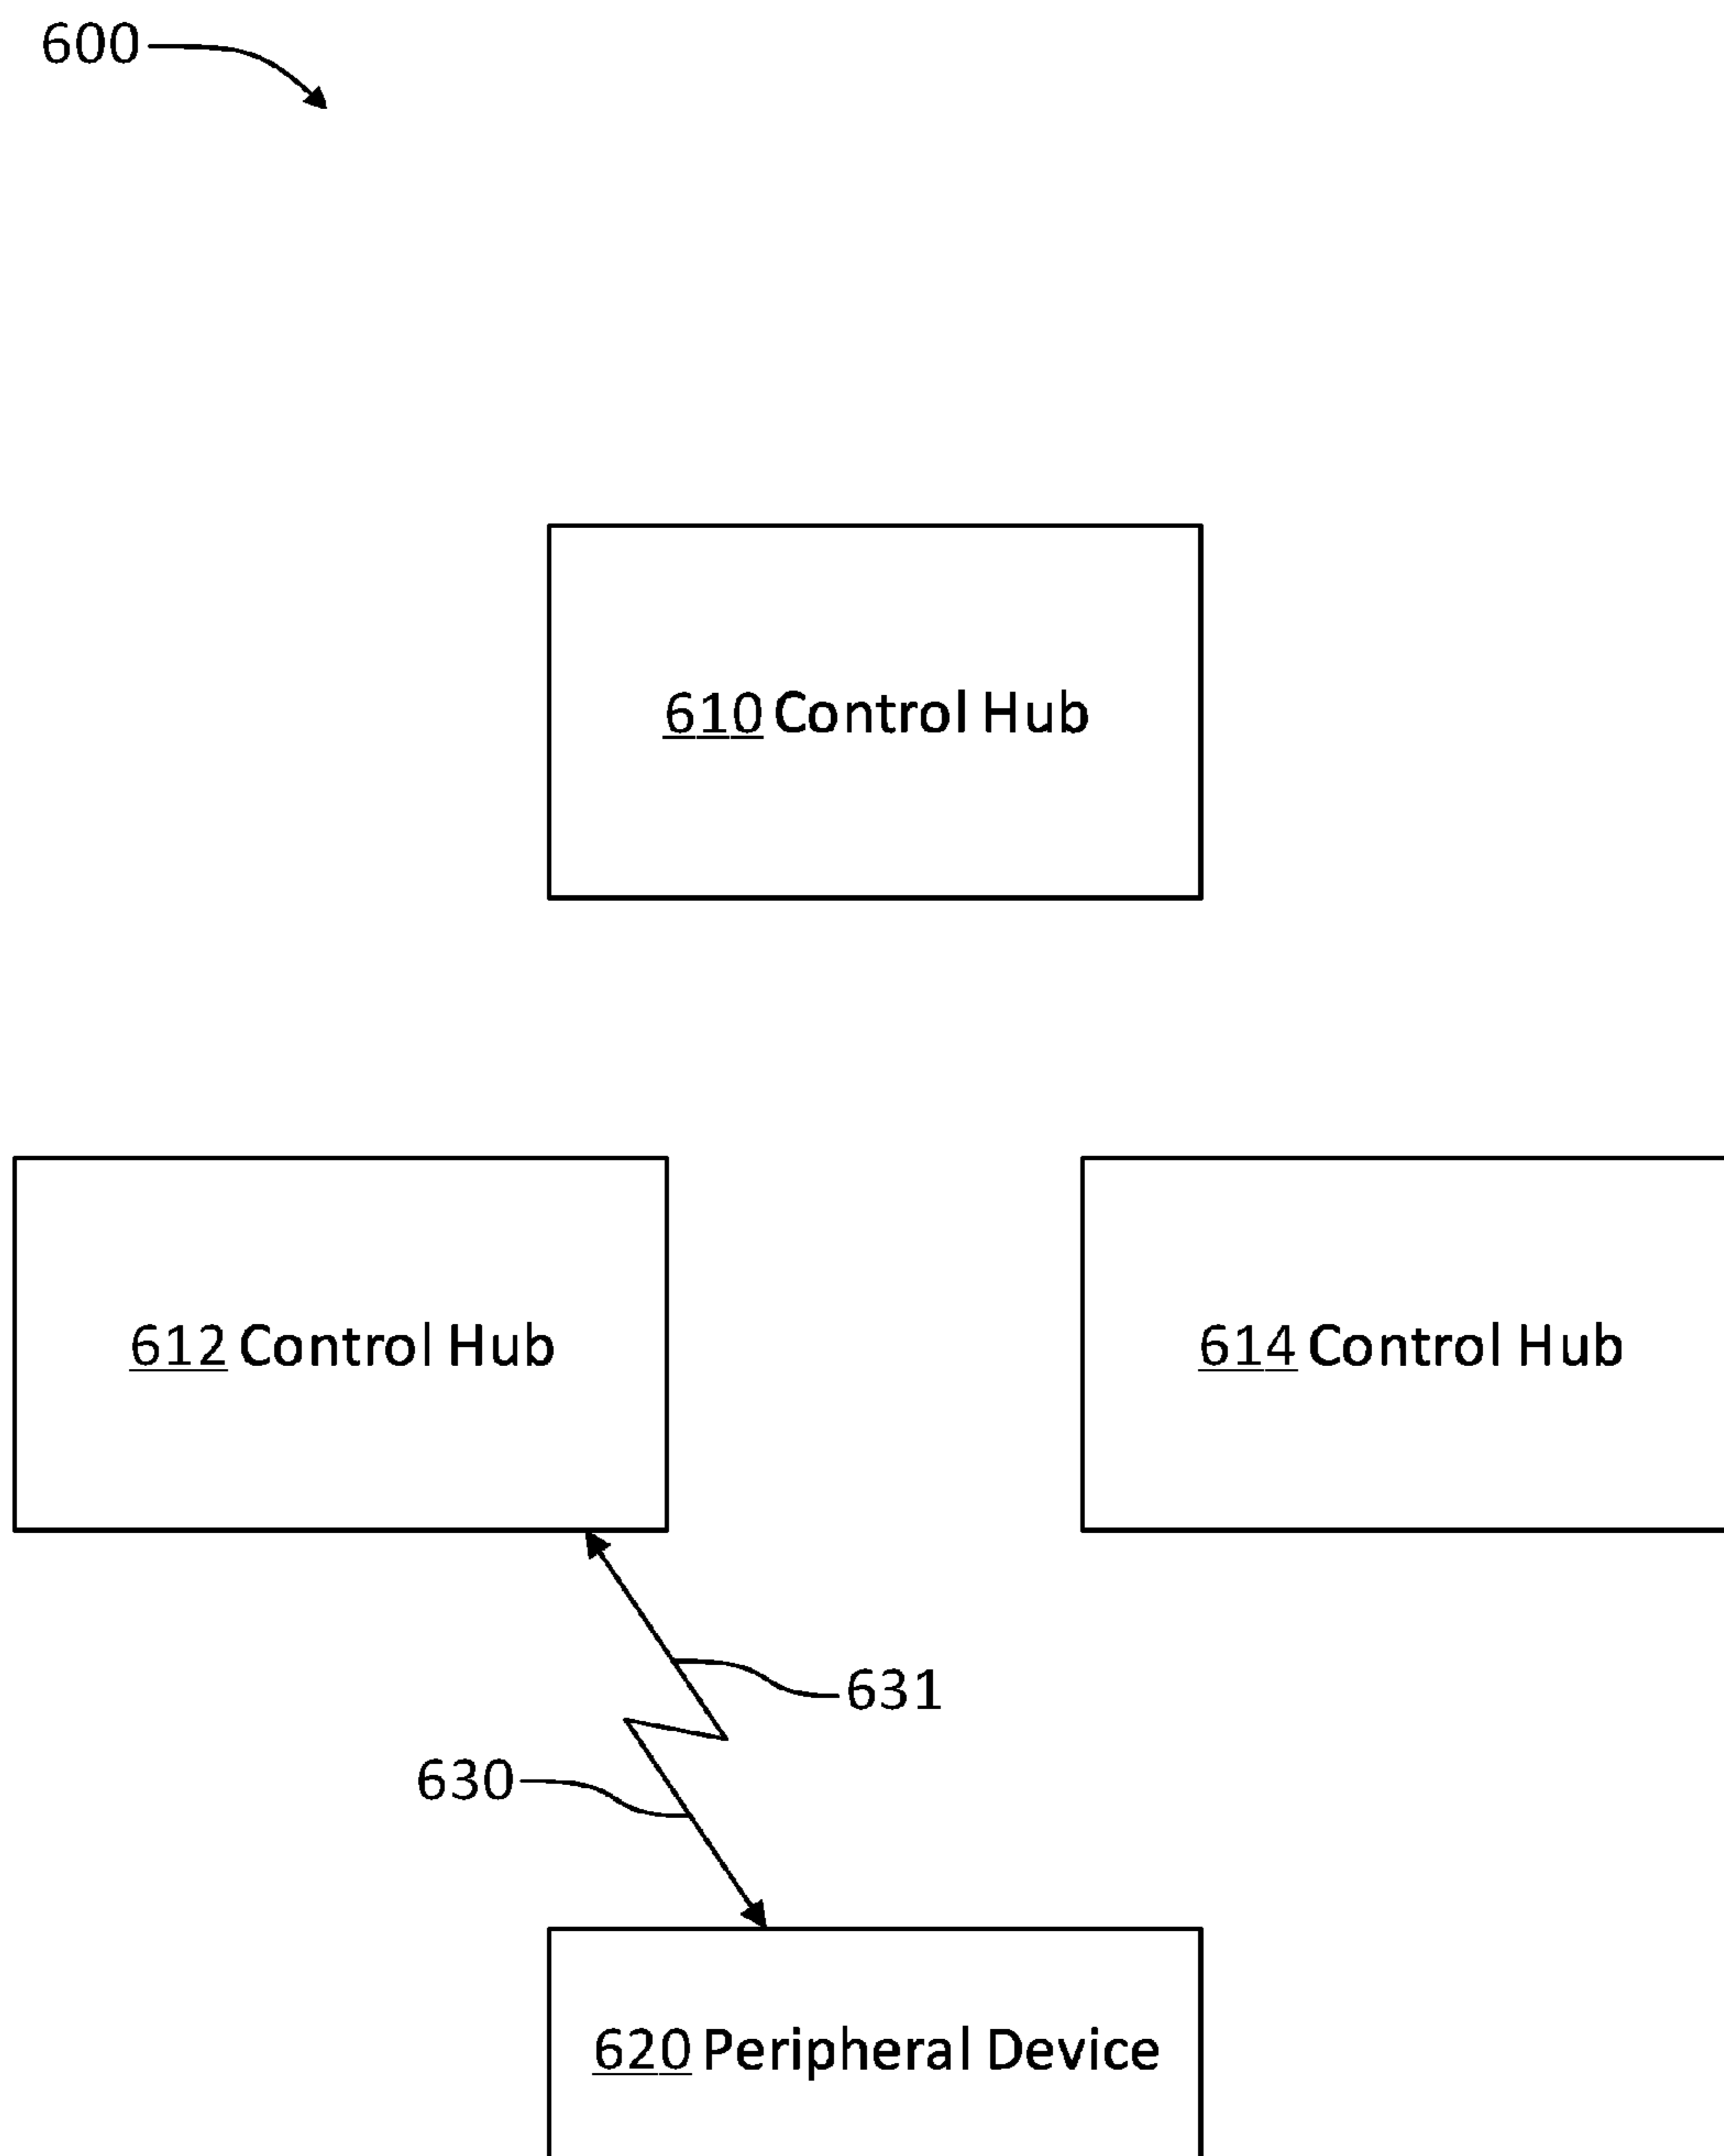 600
610 Control Hub
612 Control Hub
614 Control Hub
631
630
620 Peripheral Device